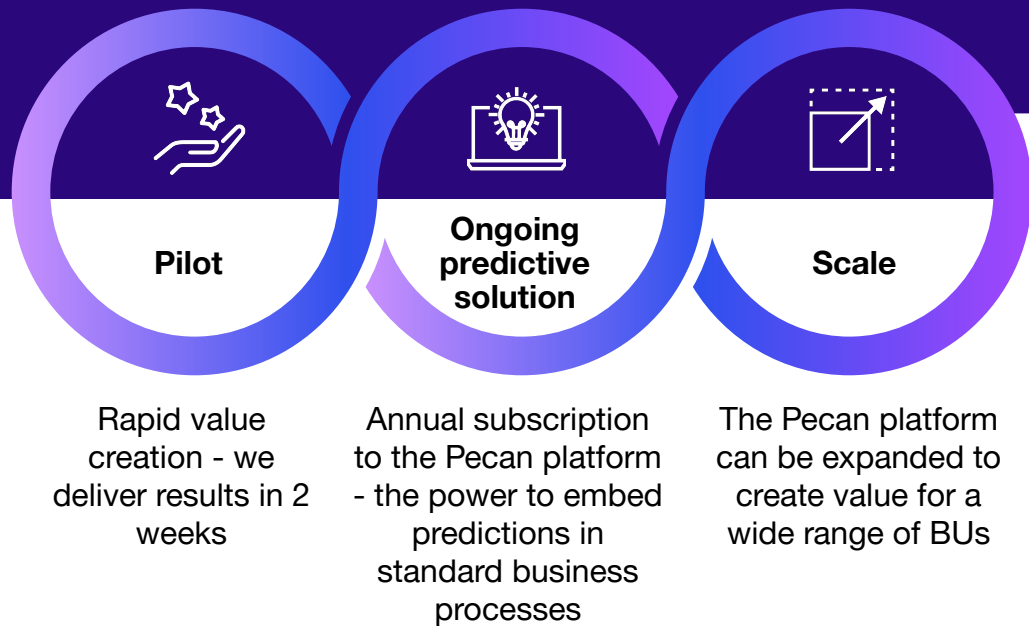 Pilot
Ongoing
predictive
solution
Scale
Rapid value
creation - we
deliver results in 2
weeks
Annual subscription
to the Pecan platform
- the power to embed
predictions in
standard business
processes
The Pecan platform
can be expanded to
create value for a
wide range of BUs